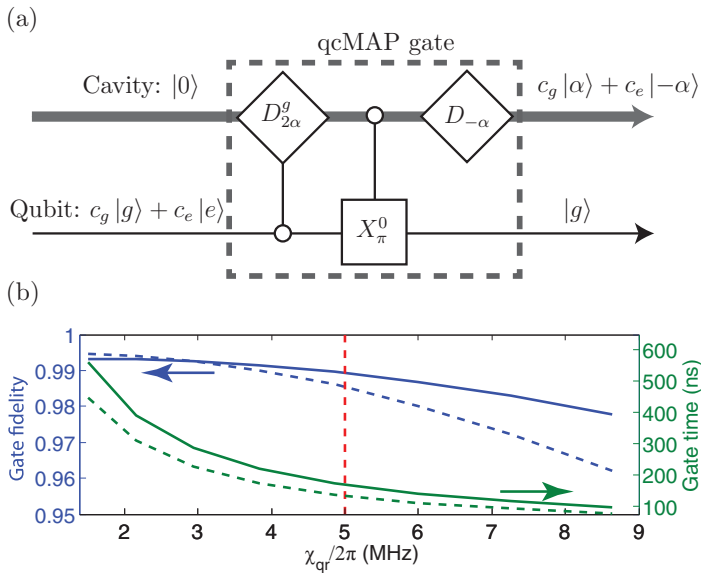 (a)
qcMAP gate
Cavity: |0⟩
c_g |α⟩ + c_e |−α⟩
D^g_{2α}
D_{−α}
Qubit: c_g |g⟩ + c_e |e⟩
X^0_π
|g⟩
(b)
Gate fidelity
1
0.99
0.98
0.97
0.96
0.95
600
500
400
300
200
100
Gate time (ns)
2 3 4 5 6 7 8 9
χ_qr/2π (MHz)